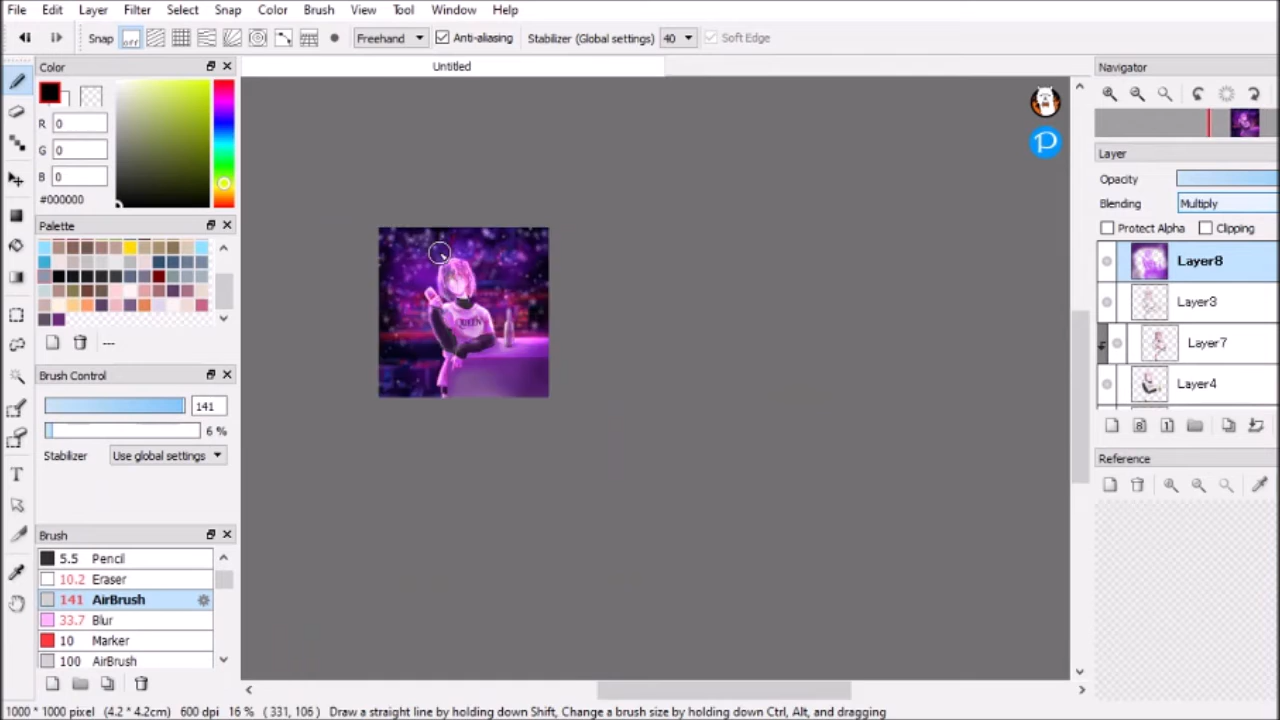 File Edit Layer Filter Select Snap Color Brush View Tool Window Help
Snap off Freehand Anti-aliasing Stabilizer (Global settings) 40 Soft Edge
Color
Untitled
Navigator
R 0
G 0
B 0
#000000
P
Layer
Opacity
Blending Multiply
Protect Alpha Clipping
Palette
Layer8
Layer3
Layer7
Layer4
QUEEN
---
8 1
Brush Control
141
6 %
Stabilizer Use global settings
Reference
T
Brush
5.5 Pencil
10.2 Eraser
141 AirBrush
33.7 Blur
10 Marker
100 AirBrush
1000 * 1000 pixel (4.2 * 4.2cm) 600 dpi 16 % ( 331, 106 ) Draw a straight line by holding down Shift, Change a brush size by holding down Ctrl, Alt, and dragging